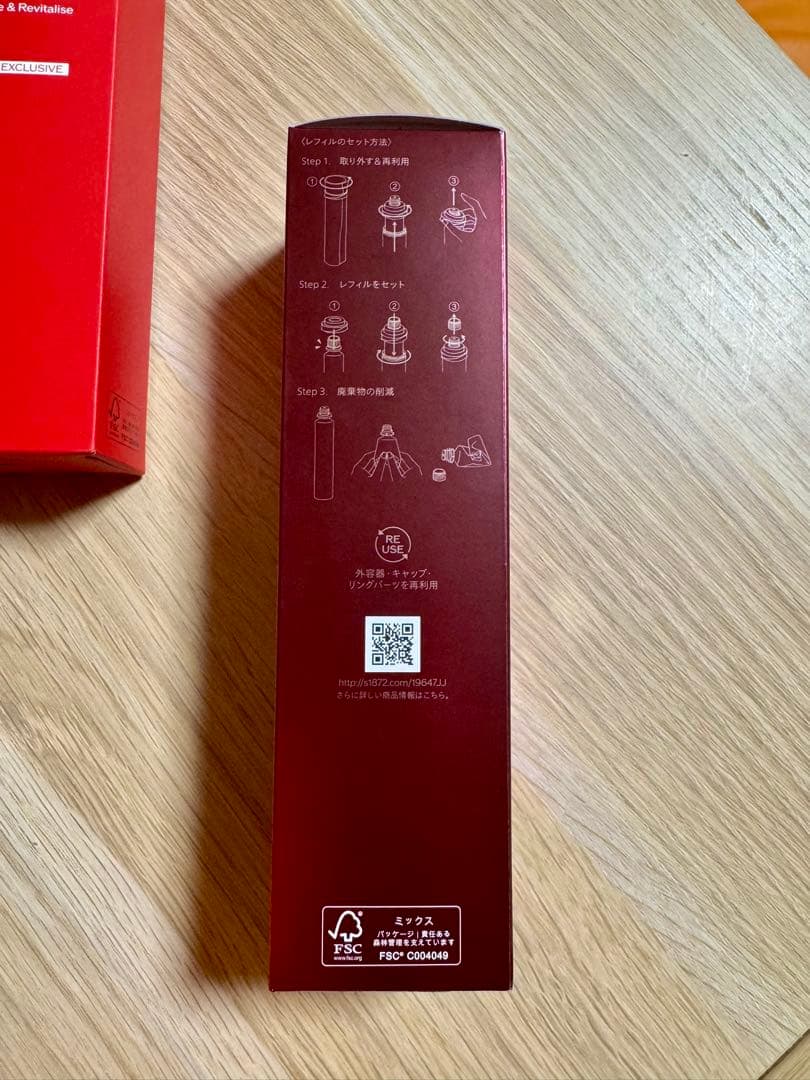 e & Revitalise
EXCLUSIVE
〈レフィルのセット方法〉
Step 1. 取り外す&再利用
① ② ③
Step 2. レフィルをセット
① ② ③
Step 3. 廃棄物の削減
RE
USE
外容器・キャップ・
リングパーツを再利用
http://s1872.com/19647JJ
さらに詳しい商品情報はこちら。
FSC®
www.fsc.org
ミックス
パッケージ | 責任ある
森林管理を支えています
FSC® C004049
FSC